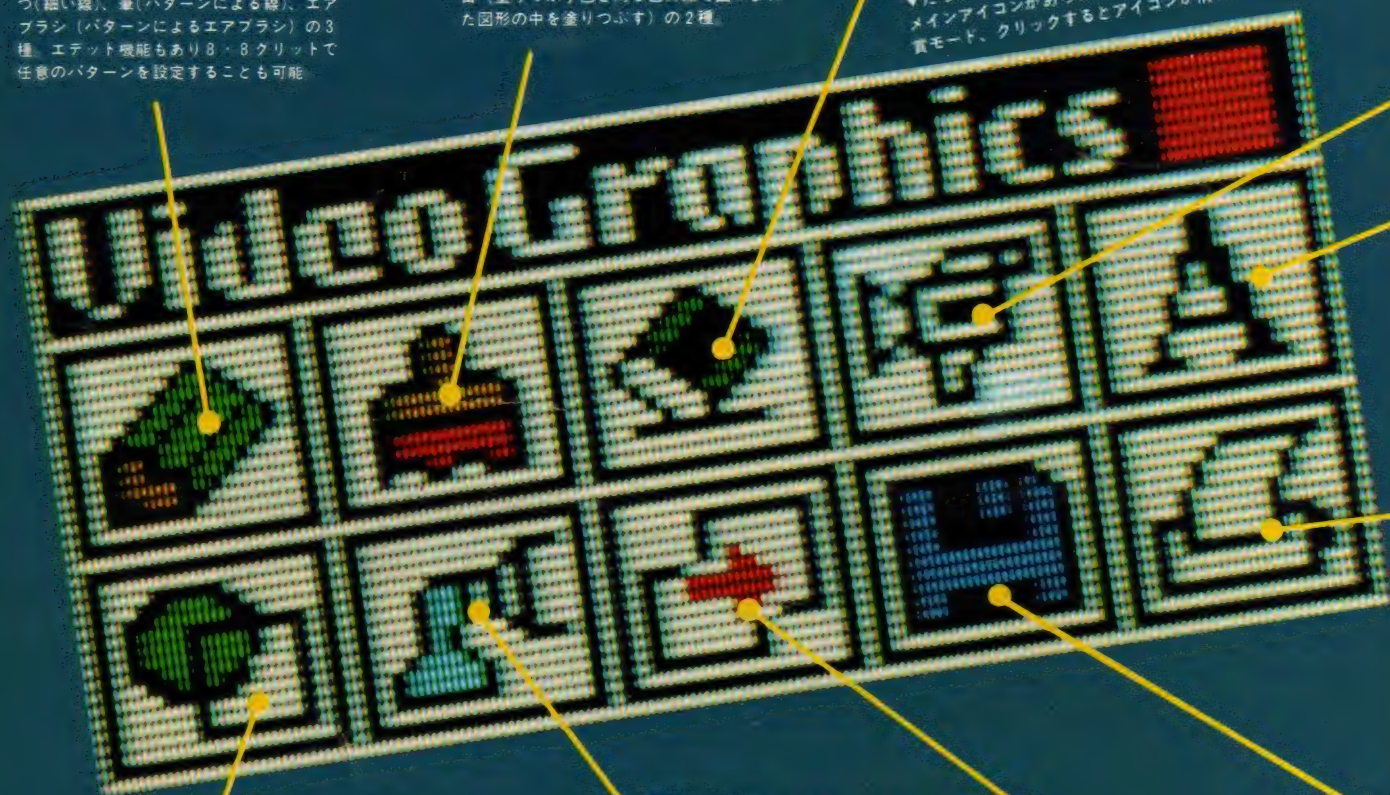 つ(細い線)、筆(パターンによる線)、エア
ブラシ(パターンによるエアブラシ)の3
種。エデット機能もあり8・8グリットで
任意のパターンを設定することも可能
た図形の中を塗りつぶす)の2種。
メインアイコンがあ
賞モード、クリックするとアイコンが
VideoGraphics